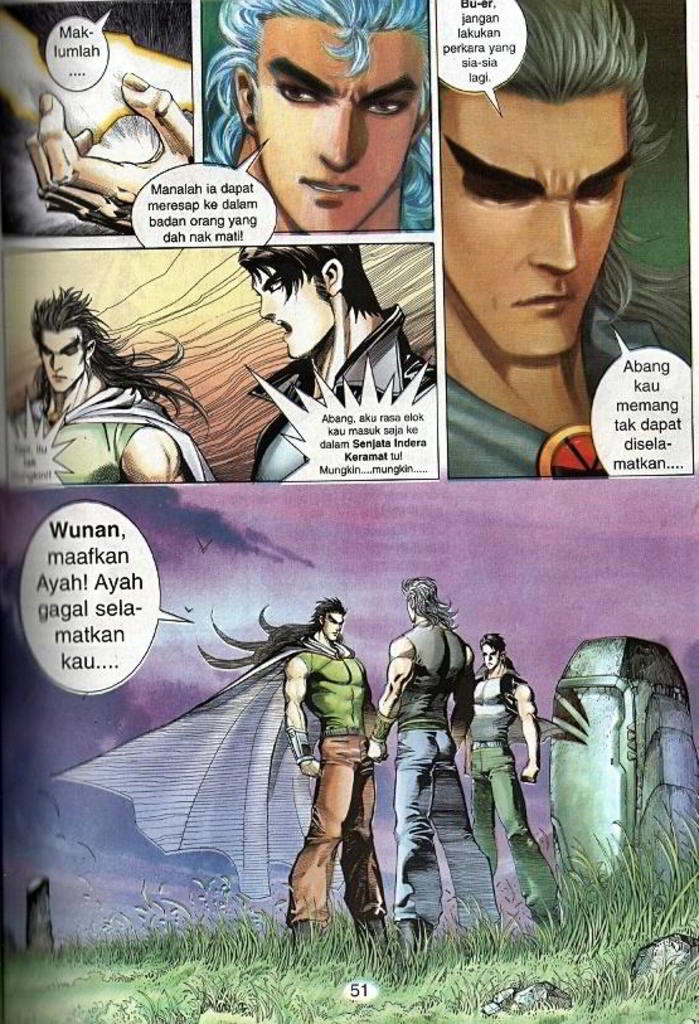 Mak-
lumlah
....
Manalah ia dapat
meresap ke dalam
badan orang yang
dah nak mati!
Bu-er,
jangan
lakukan
perkara yang
sia-sia
lagi.
Abang
kau
memang
tak dapat
disela-
matkan....
Abang, aku rasa elok
kau masuk saja ke
dalam Senjata Indera
Keramat tu!
Mungkin....mungkin.....
itu
tak
Wunan,
maafkan
Ayah! Ayah
gagal sela-
matkan
kau....
51